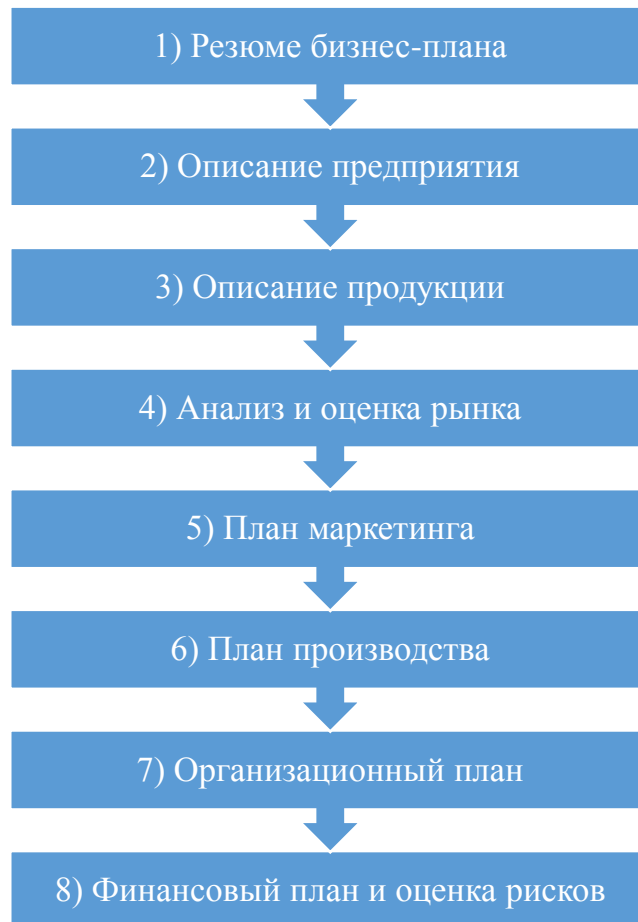 1) Резюме бизнес-плана
2) Описание предприятия
3) Описание продукции
4) Анализ и оценка рынка
5) План маркетинга
6) План производства
7) Организационный план
8) Финансовый план и оценка рисков